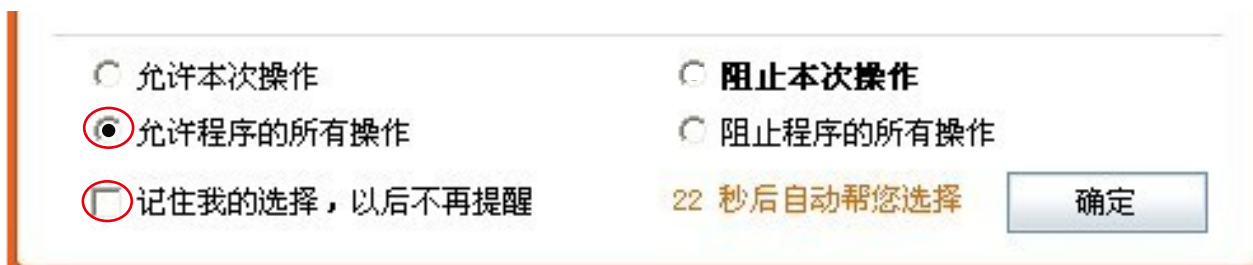 允许本次操作 阻止本次操作
允许程序的所有操作 阻止程序的所有操作
记住我的选择，以后不再提醒 22 秒后自动帮您选择 确定